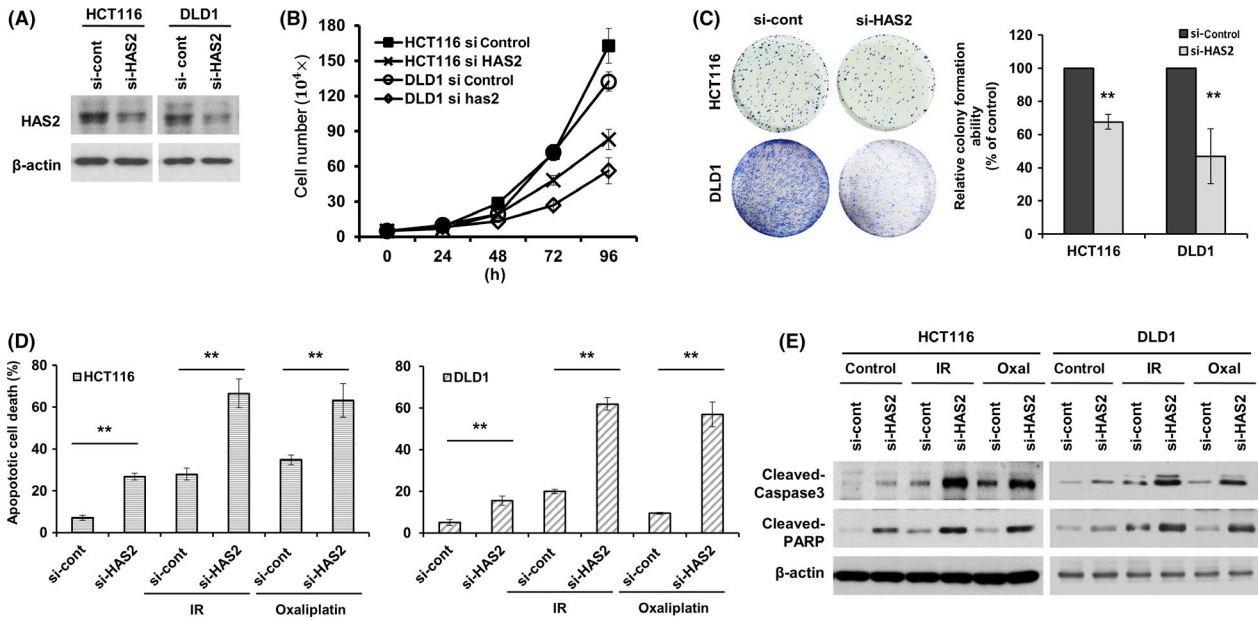 (A)
HCT116 DLD1
si-cont si-HAS2 si- cont si-HAS2
HAS2
β-actin
(B)
Cell number (10⁴×)
180
150
120
90
60
30
0
HCT116 si Control
HCT116 si HAS2
DLD1 si Control
DLD1 si has2
0 24 48 72 96
(h)
(C)
si-cont si-HAS2
HCT116
DLD1
Relative colony formation
ability
(% of control)
si-Control
si-HAS2
120
100
80
60
40
20
0
** **
HCT116 DLD1
(D)
Appopototic cell death (%)
80
60
40
20
0
HCT116
** ** **
si-cont si-HAS2 si-cont si-HAS2 si-cont si-HAS2
IR Oxaliplatin
80
60
40
20
0
DLD1
** ** **
si-cont si-HAS2 si-cont si-HAS2 si-cont si-HAS2
IR Oxaliplatin
(E)
HCT116 DLD1
Control IR Oxal Control IR Oxal
si-cont si-HAS2 si-cont si-HAS2 si-cont si-HAS2 si-cont si-HAS2 si-cont si-HAS2 si-cont si-HAS2
Cleaved-
Caspase3
Cleaved-
PARP
β-actin